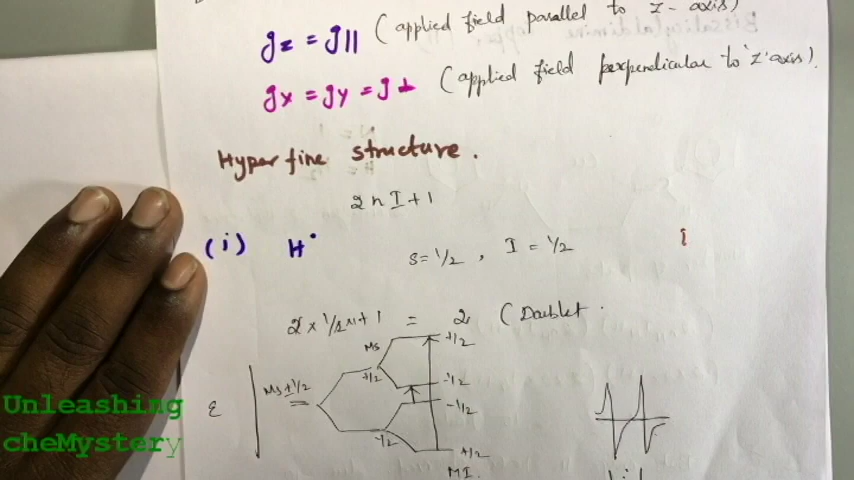 gz = g|| (applied field parallel to z-axis)
gx = gy = g⊥ (applied field perpendicular to 'z'axis).
Hyperfine structure.
2nI+1
(i) H• S=1/2, I = 1/2
2 x 1/2x1+1 = 2 (Doublet.
Ms +1/2
Ms±1/2 +1/2 -1/2
ε -1/2
-1/2 +1/2
MI.
Unleashing
cheMystery